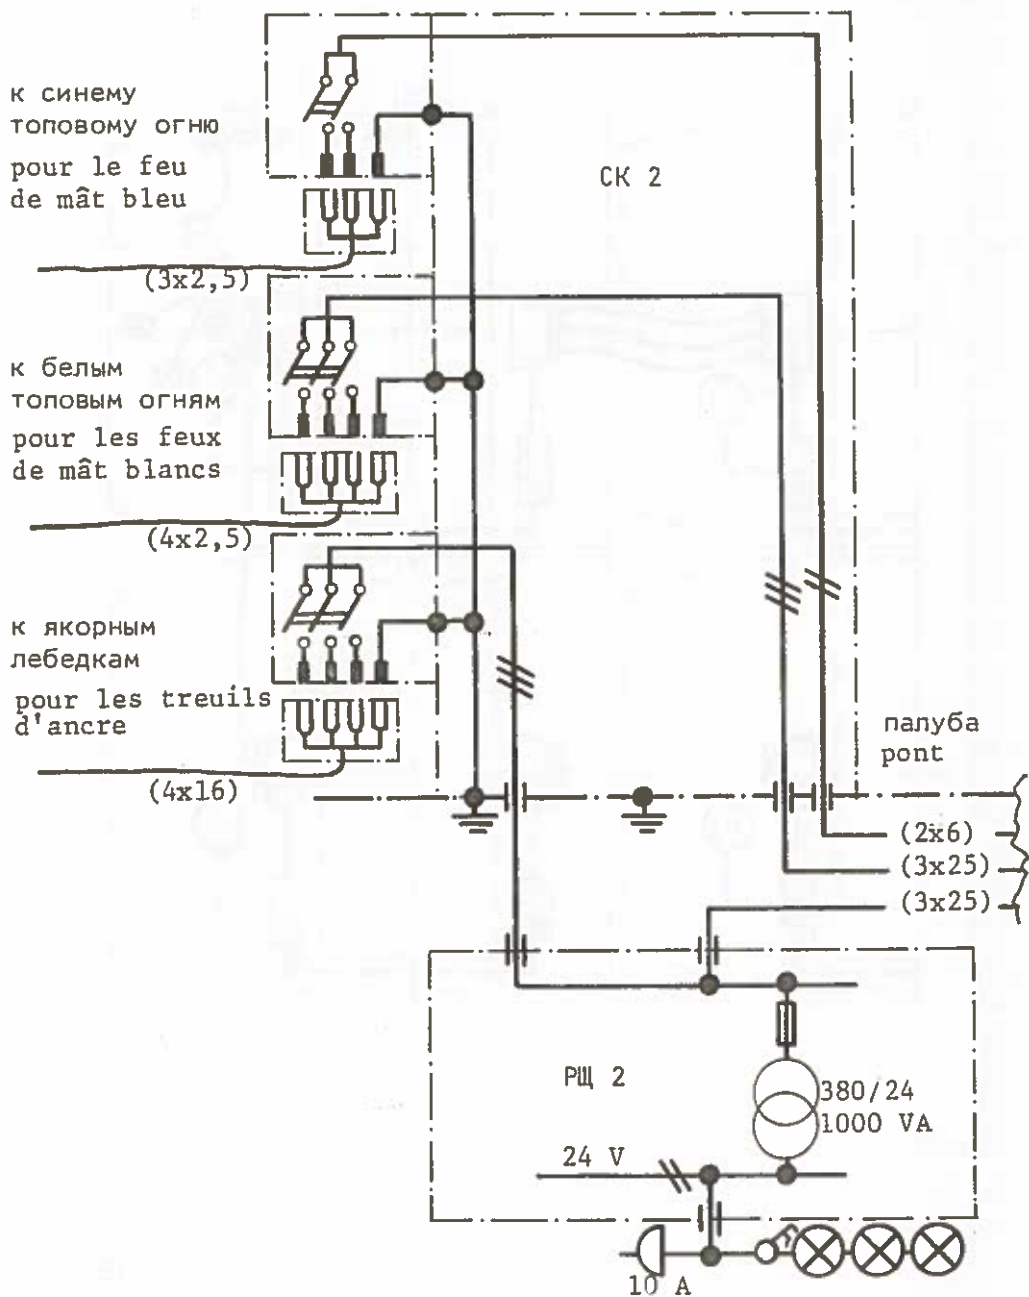 к синему
топовому огню
pour le feu
de mât bleu
СК 2
(3x2,5)
к белым
топовым огням
pour les feux
de mât blancs
(4x2,5)
к якорным
лебедкам
pour les treuils
d'ancre
(4x16)
палуба
pont
(2x6)
(3x25)
(3x25)
РЩ 2
380/24
1000 VA
24 V
10 A